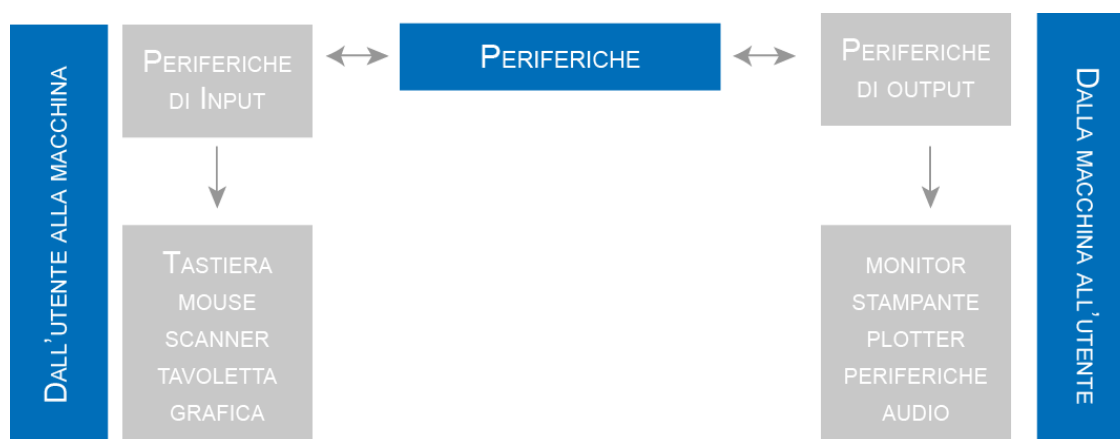 Dall'utente alla macchina
Periferiche
di Input
Periferiche
Periferiche
di output
Dalla macchina all'utente
Tastiera
mouse
scanner
tavoletta
grafica
monitor
stampante
plotter
periferiche
audio